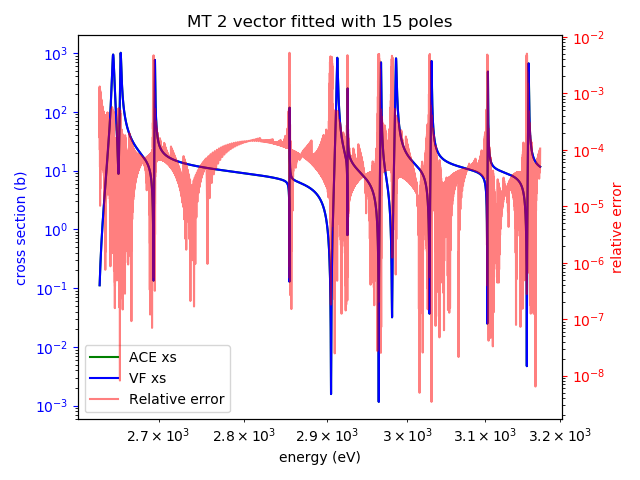 MT 2 vector fitted with 15 poles
cross section (b)
10³
10²
10¹
10⁰
10⁻¹
10⁻²
10⁻³
10⁻²
10⁻³
10⁻⁴
10⁻⁵
10⁻⁶
10⁻⁷
10⁻⁸
relative error
ACE xs
VF xs
Relative error
2.7 × 10³ 2.8 × 10³ 2.9 × 10³ 3 × 10³ 3.1 × 10³ 3.2 × 10³
energy (eV)